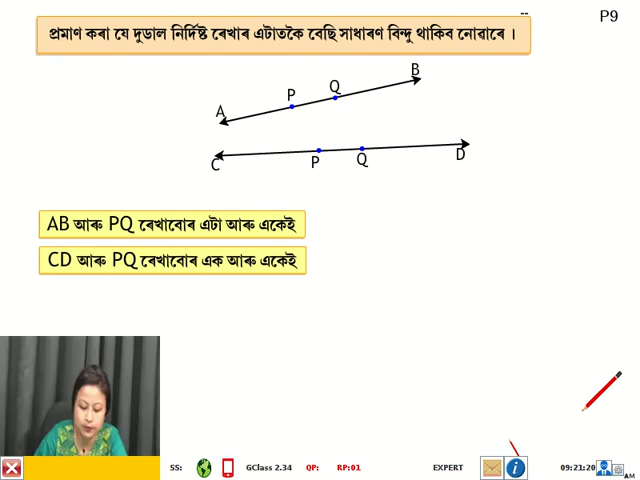 P9
প্ৰমাণ কৰা যে দুডাল নিৰ্দিষ্ট ৰেখাৰ এটাতকৈ বেছি সাধাৰণ বিন্দু থাকিব নোৱাৰে ।
B
Q
P
A
C P Q D
AB আৰু PQ ৰেখাবোৰ এটা আৰু একেই
CD আৰু PQ ৰেখাবোৰ এক আৰু একেই
SS: GClass 2.34 QP: RP:01 EXPERT 09:21:20 AM